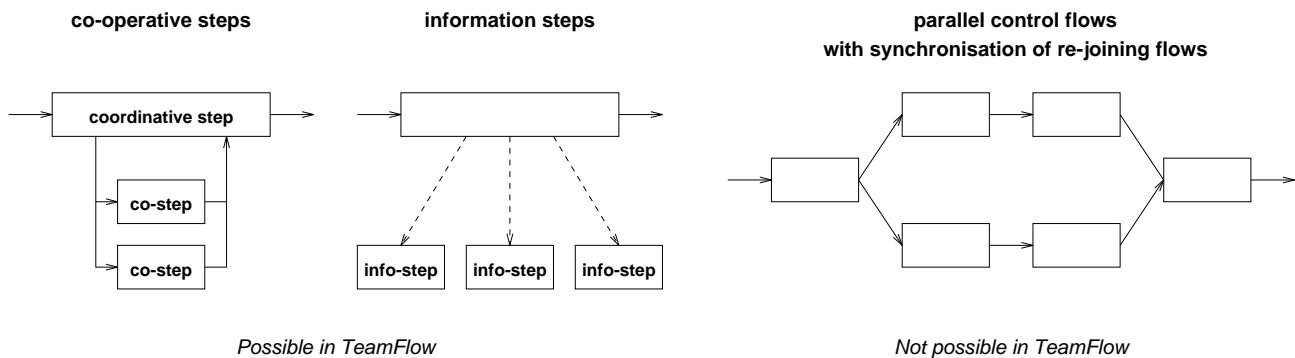 co-operative steps
information steps
parallel control flows
with synchronisation of re-joining flows
coordinative step
co-step
co-step
info-step
info-step
info-step
Possible in TeamFlow
Not possible in TeamFlow